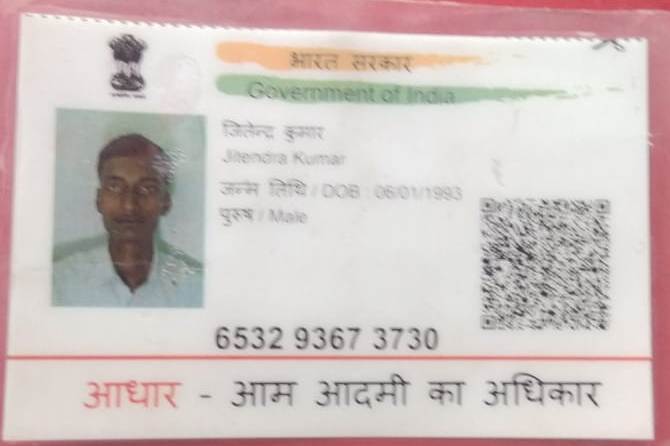 भारत सरकार
Government of India
जितेन्द्र कुमार
Jitendra Kumar
जन्म तिथि / DOB : 06/01/1993
पुरुष / Male
6532 9367 3730
आधार - आम आदमी का अधिकार